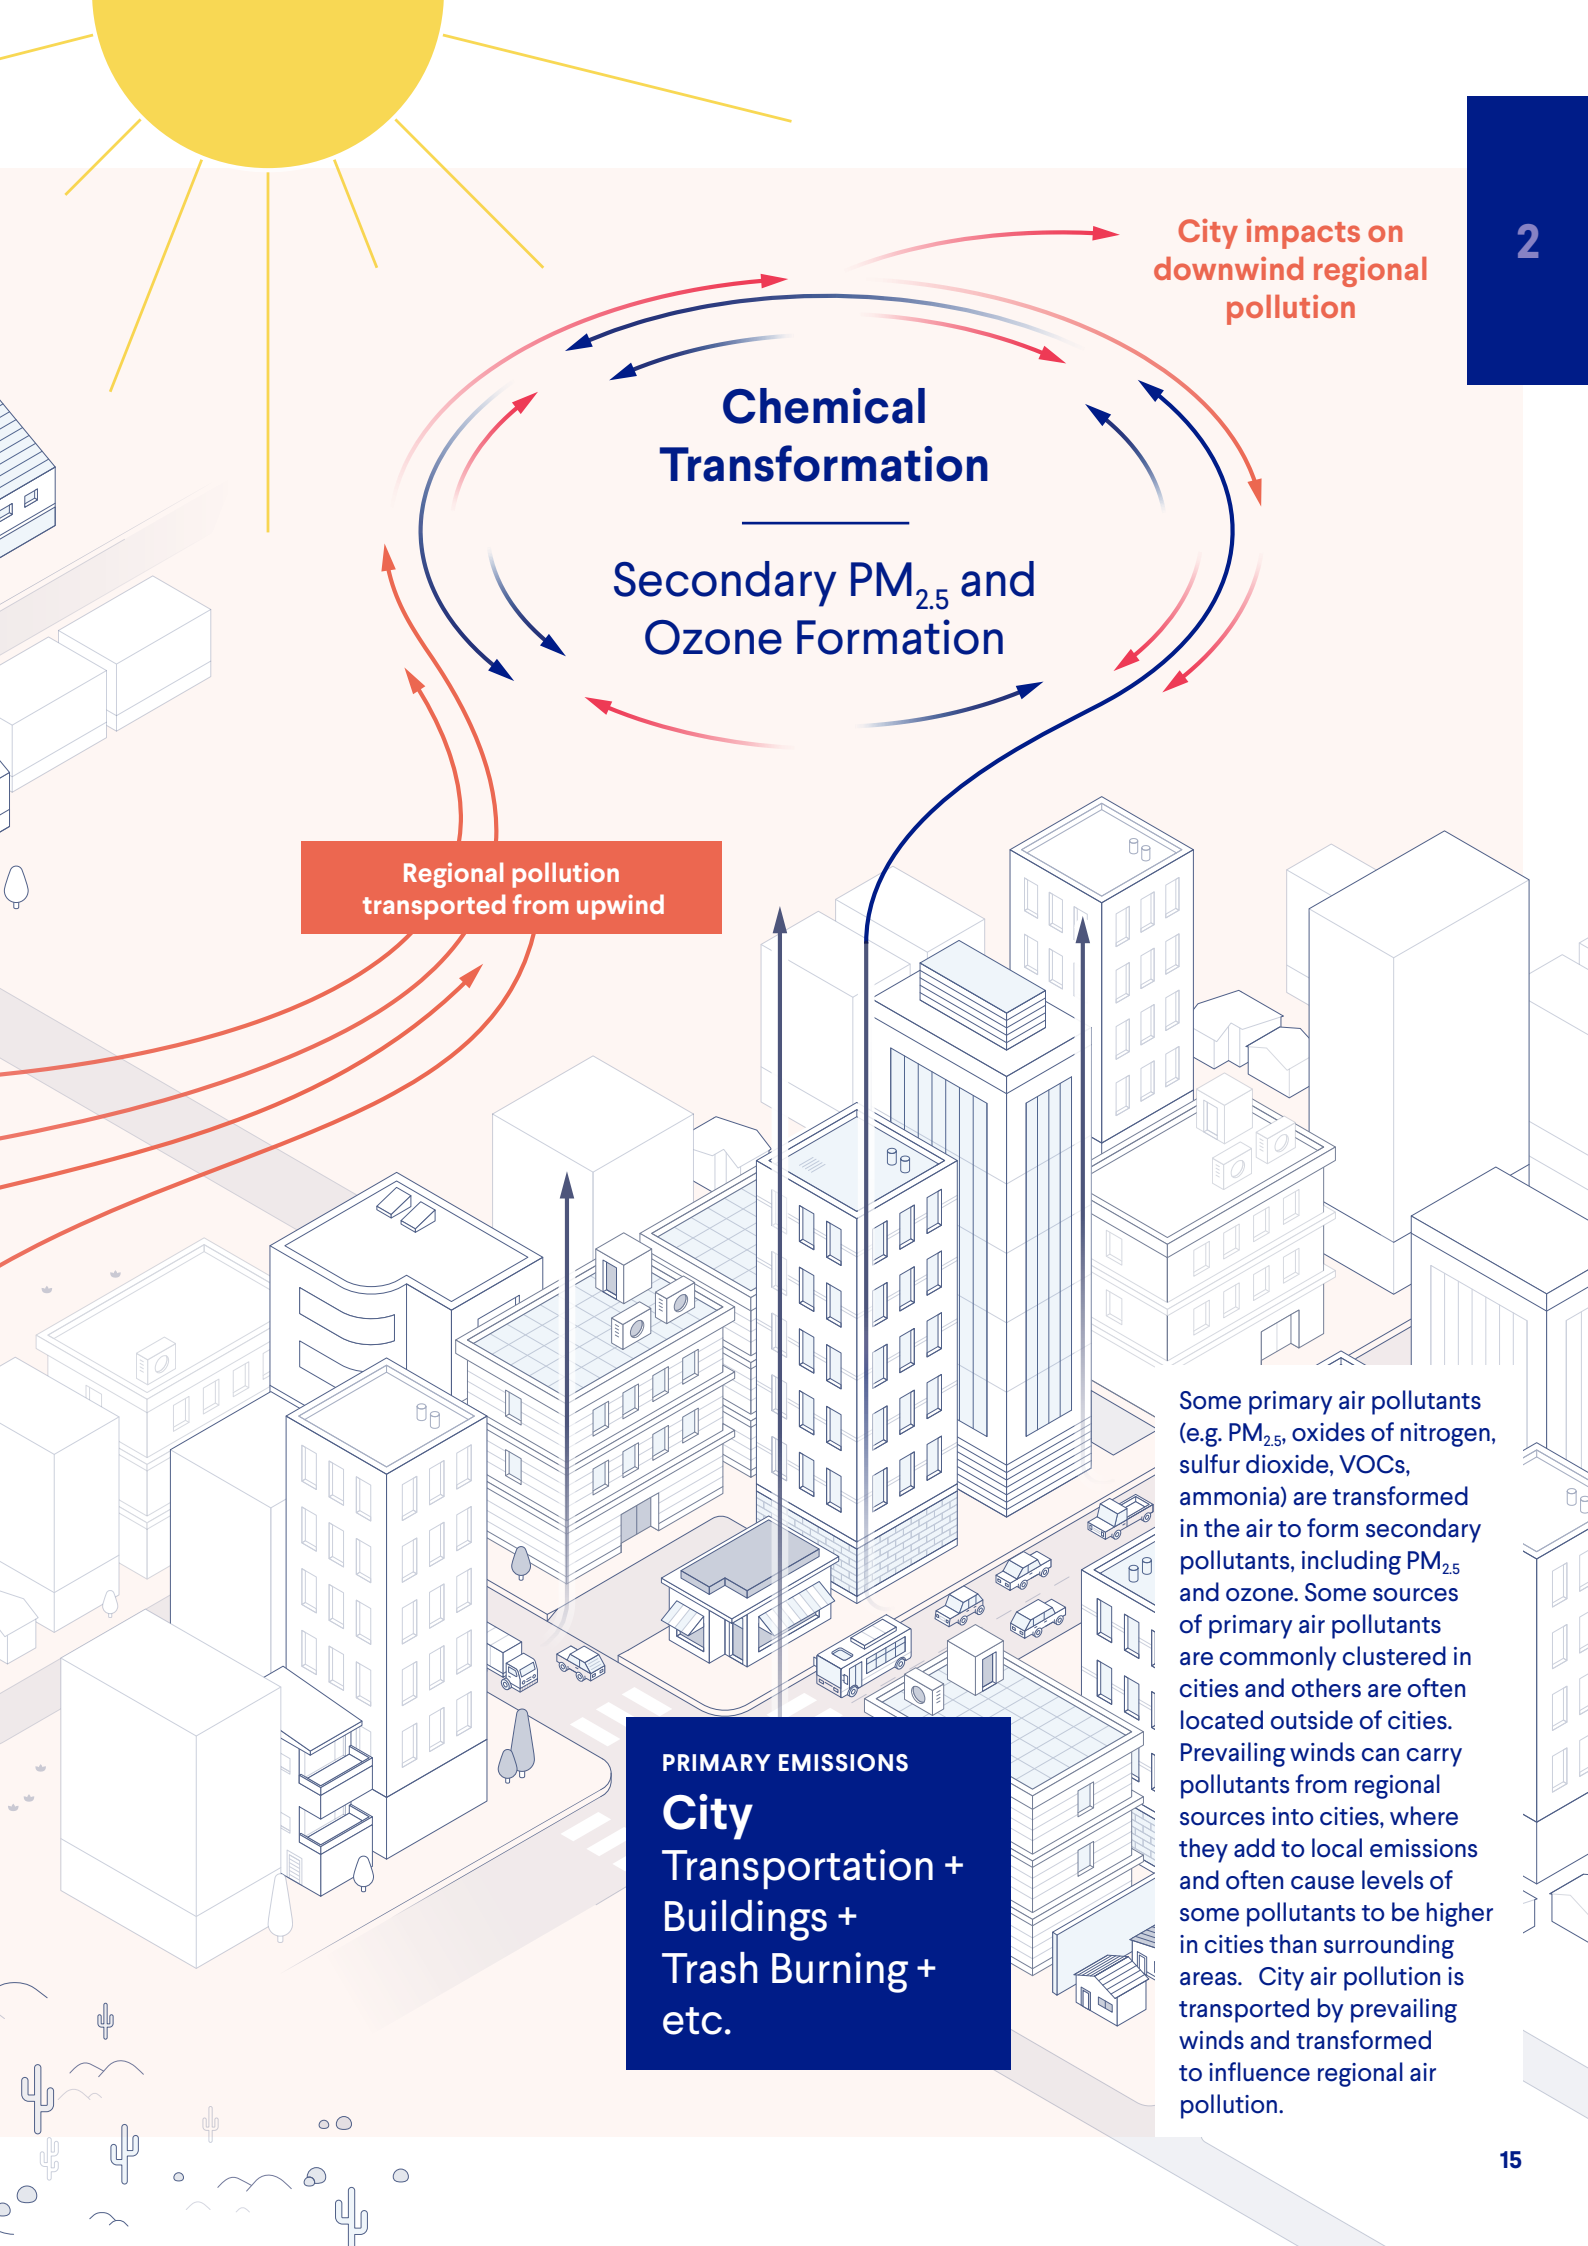 2
City impacts on
downwind regional
pollution
Chemical
Transformation
Secondary PM2.5 and
Ozone Formation
Regional pollution
transported from upwind
PRIMARY EMISSIONS
City
Transportation +
Buildings +
Trash Burning +
etc.
Some primary air pollutants
(e.g. PM2.5, oxides of nitrogen,
sulfur dioxide, VOCs,
ammonia) are transformed
in the air to form secondary
pollutants, including PM2.5
and ozone. Some sources
of primary air pollutants
are commonly clustered in
cities and others are often
located outside of cities.
Prevailing winds can carry
pollutants from regional
sources into cities, where
they add to local emissions
and often cause levels of
some pollutants to be higher
in cities than surrounding
areas.  City air pollution is
transported by prevailing
winds and transformed
to influence regional air
pollution.
15